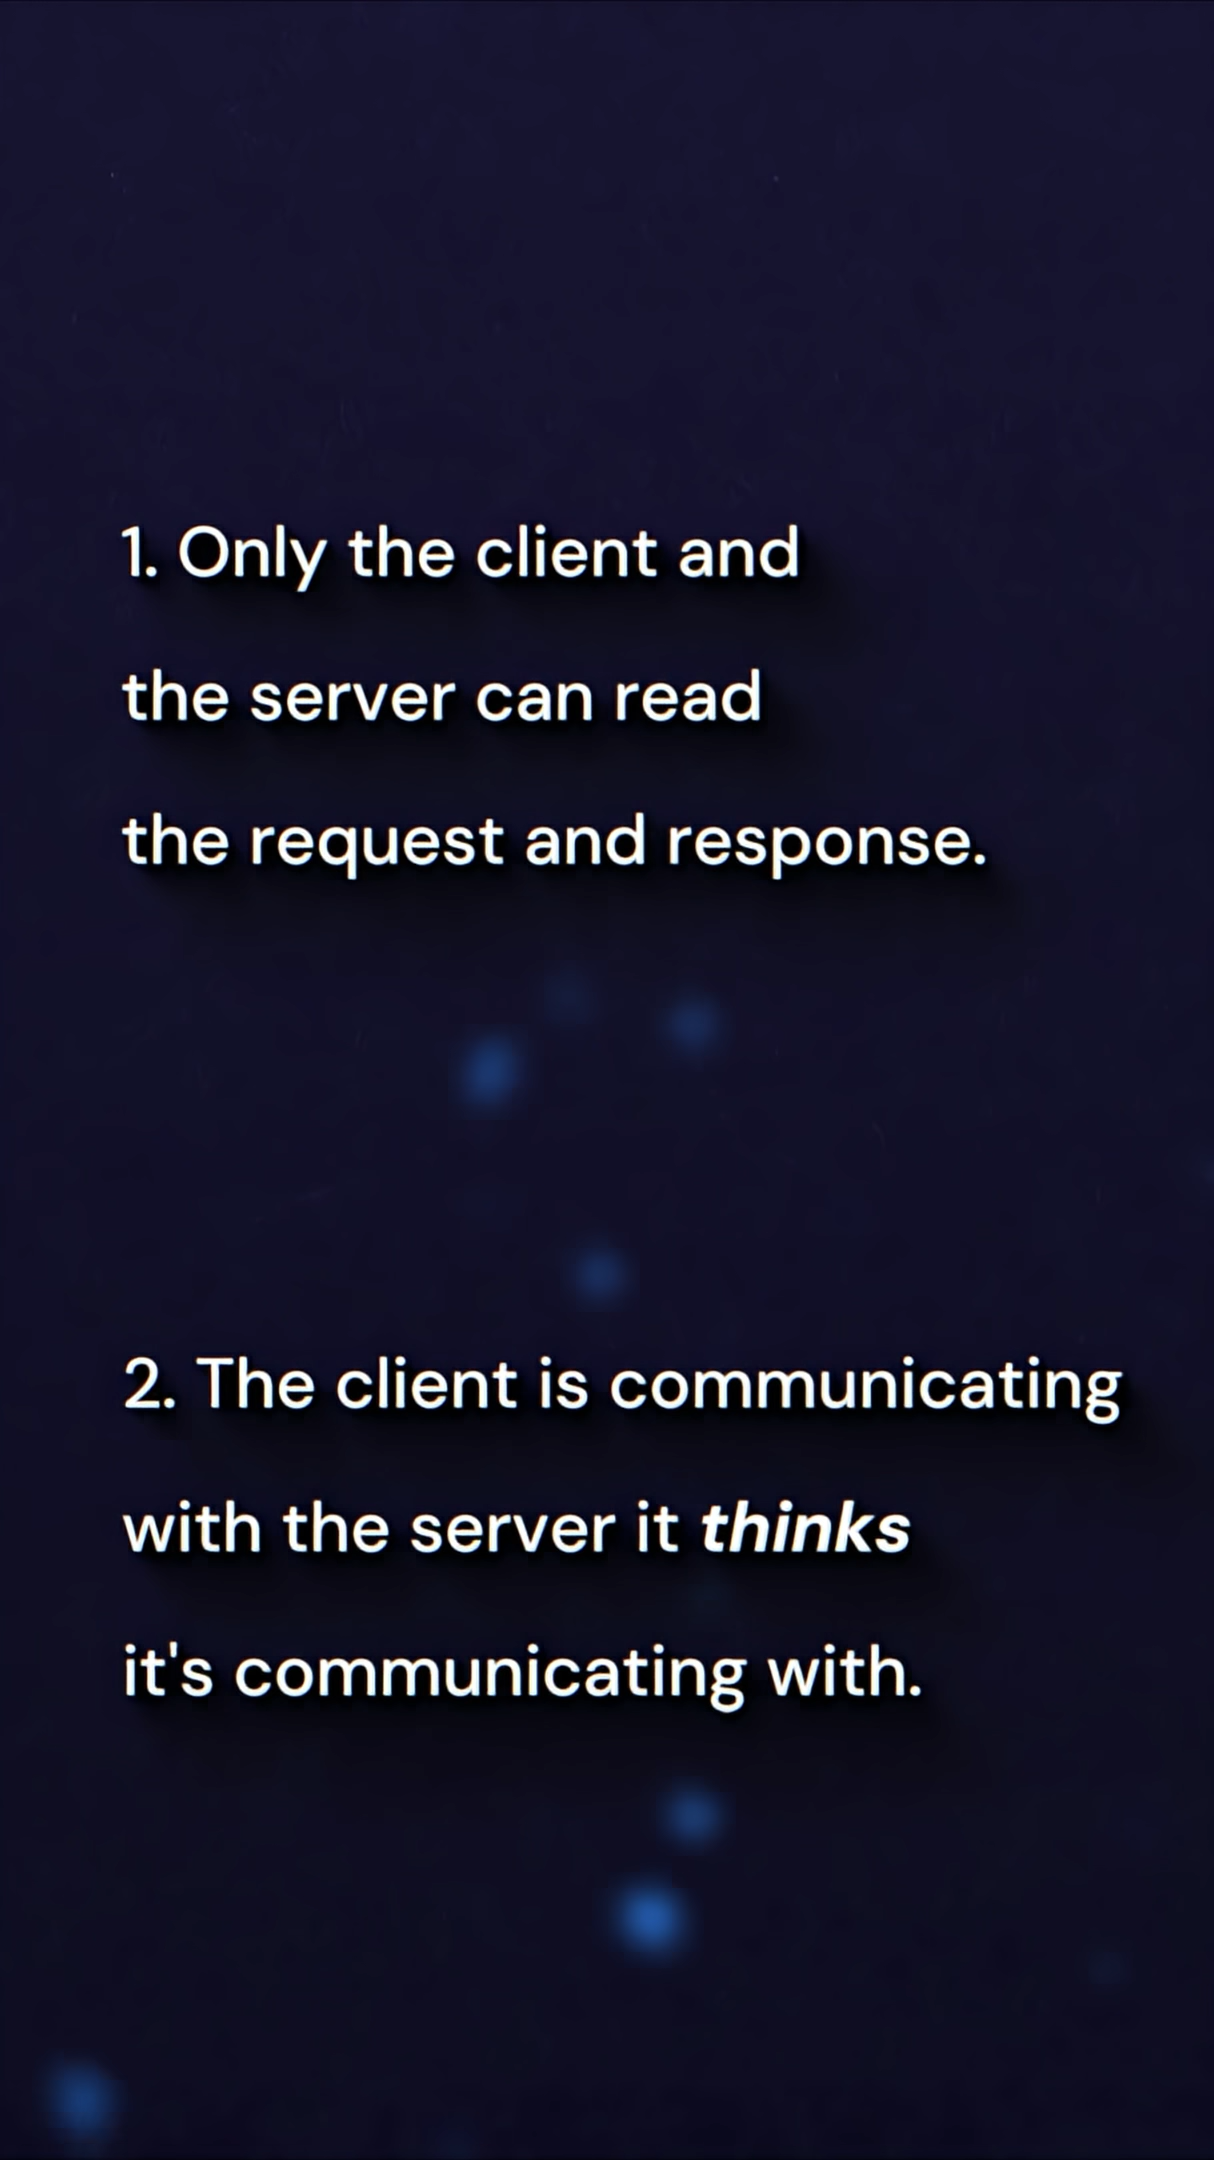 1. Only the client and
the server can read
the request and response.
2. The client is communicating
with the server it thinks
it's communicating with.